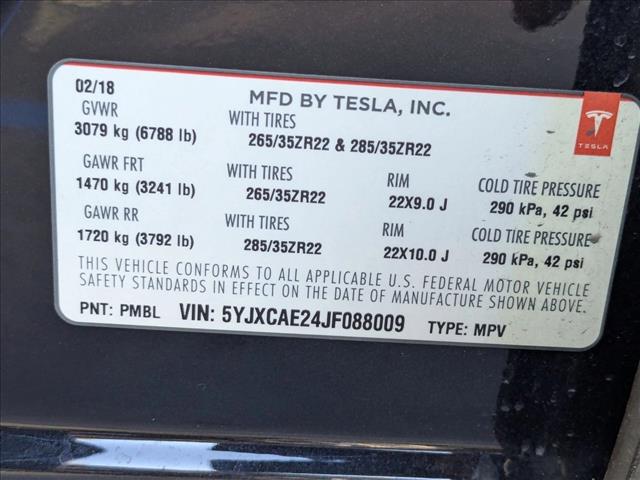 02/18 MFD BY TESLA, INC.
GVWR WITH TIRES
3079 kg (6788 lb) 265/35ZR22 & 285/35ZR22
TESLA
GAWR FRT WITH TIRES RIM COLD TIRE PRESSURE
1470 kg (3241 lb) 265/35ZR22 22X9.0 J 290 kPa, 42 psi
GAWR RR WITH TIRES RIM COLD TIRE PRESSURE
1720 kg (3792 lb) 285/35ZR22 22X10.0 J 290 kPa, 42 psi
THIS VEHICLE CONFORMS TO ALL APPLICABLE U.S. FEDERAL MOTOR VEHICLE
SAFETY STANDARDS IN EFFECT ON THE DATE OF MANUFACTURE SHOWN ABOVE.
PNT: PMBL VIN: 5YJXCAE24JF088009 TYPE: MPV